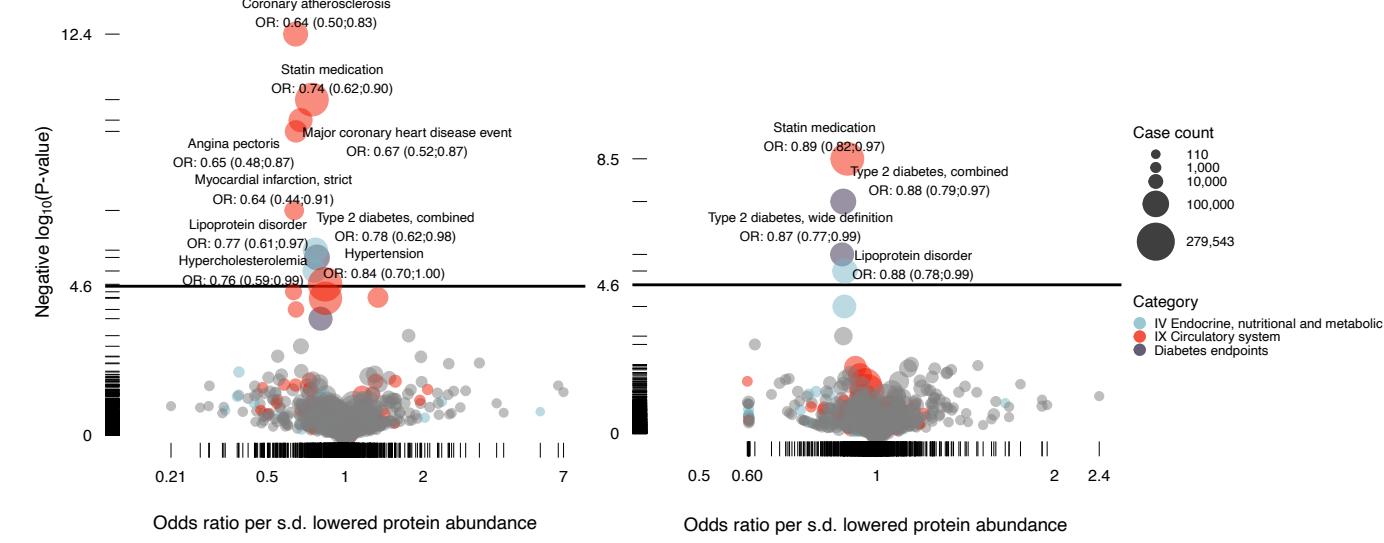 Coronary atherosclerosis
OR: 0.64 (0.50;0.83)
12.4
Statin medication
OR: 0.74 (0.62;0.90)
Major coronary heart disease event
OR: 0.67 (0.52;0.87)
Angina pectoris
OR: 0.65 (0.48;0.87)
Myocardial infarction, strict
OR: 0.64 (0.44;0.91)
Lipoprotein disorder
OR: 0.77 (0.61;0.97)
Type 2 diabetes, combined
OR: 0.78 (0.62;0.98)
Hypercholesterolemia
OR: 0.76 (0.59;0.99)
Hypertension
OR: 0.84 (0.70;1.00)
4.6
0
Negative log10(P-value)
0.21 0.5 1 2 7
Odds ratio per s.d. lowered protein abundance
Statin medication
OR: 0.89 (0.82;0.97)
8.5
Type 2 diabetes, combined
OR: 0.88 (0.79;0.97)
Type 2 diabetes, wide definition
OR: 0.87 (0.77;0.99)
Lipoprotein disorder
OR: 0.88 (0.78;0.99)
4.6
0
0.5 0.60 1 2 2.4
Odds ratio per s.d. lowered protein abundance
Case count
110
1,000
10,000
100,000
279,543
Category
IV Endocrine, nutritional and metabolic
IX Circulatory system
Diabetes endpoints